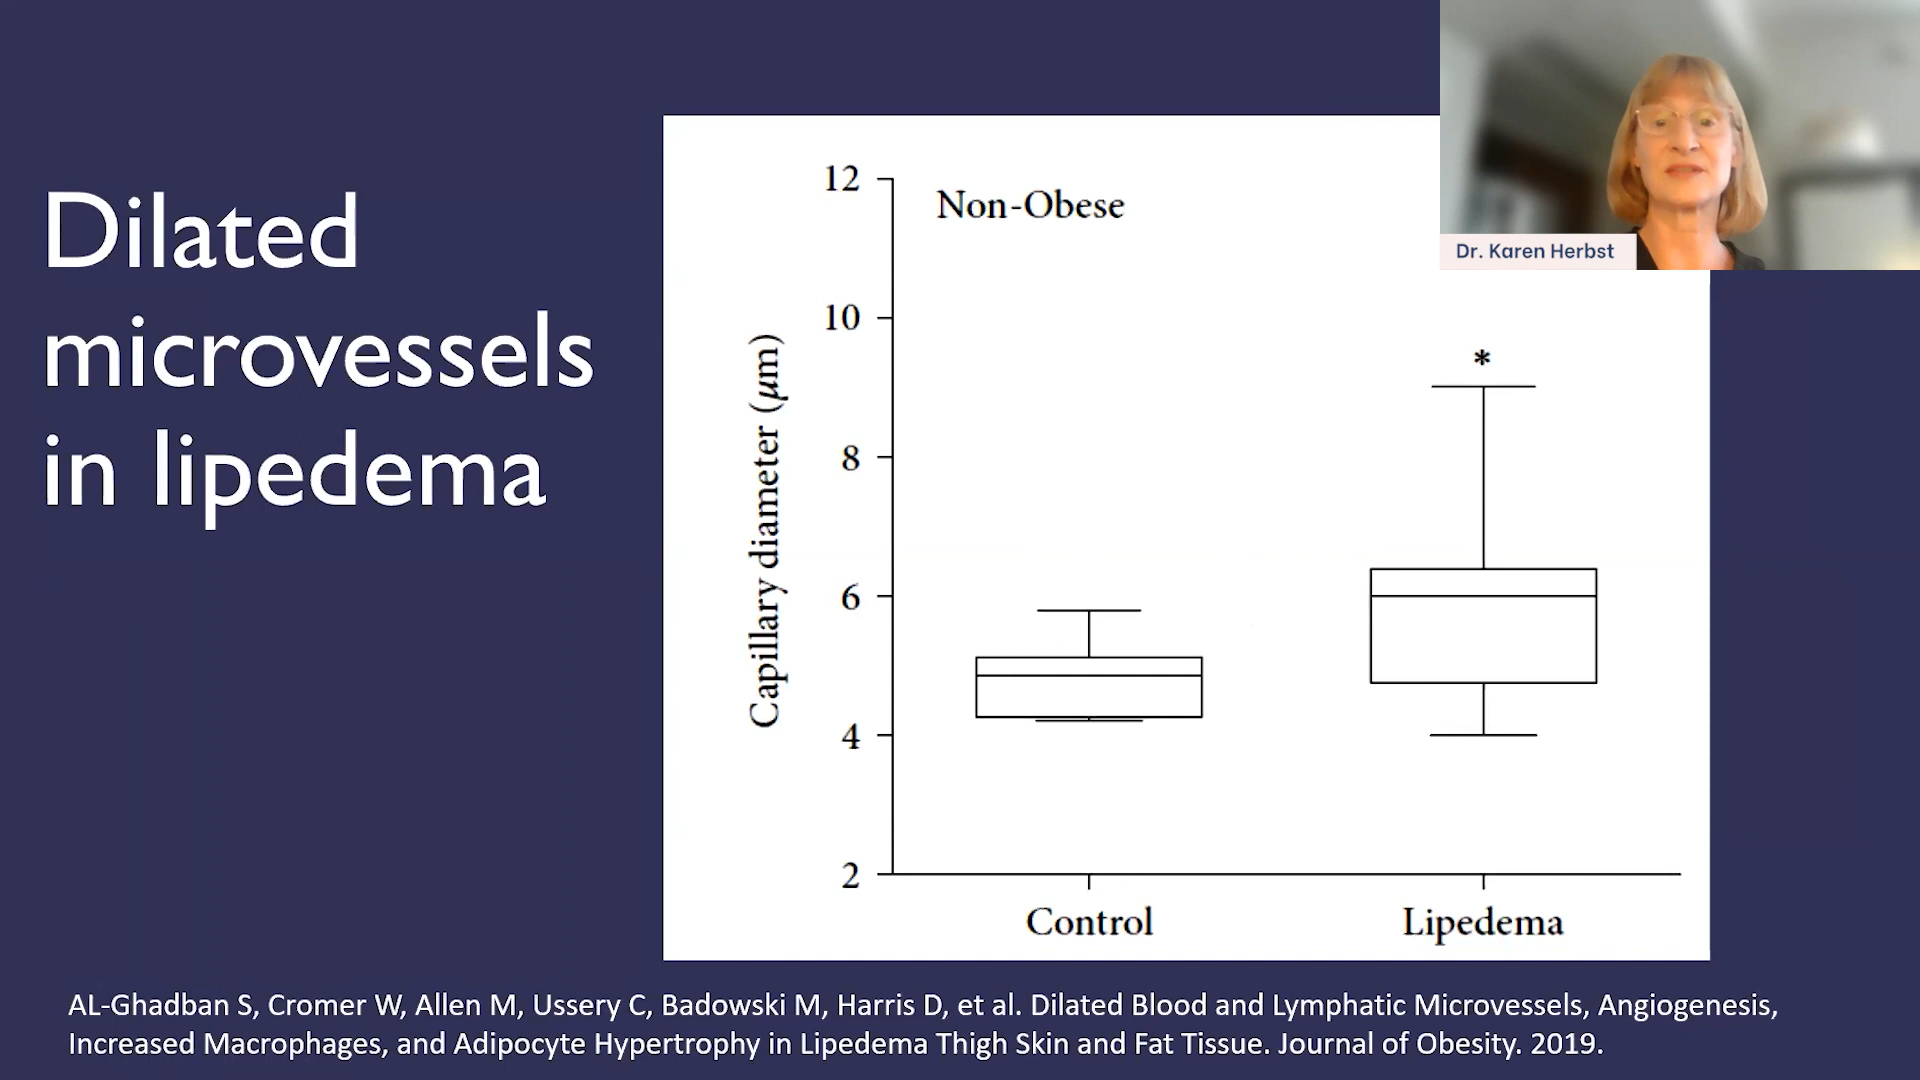 Dilated
microvessels
in lipedema
Non-Obese
Dr. Karen Herbst
12
10
8
6
4
2
Capillary diameter (μm)
*
Control
Lipedema
AL-Ghadban S, Cromer W, Allen M, Ussery C, Badowski M, Harris D, et al. Dilated Blood and Lymphatic Microvessels, Angiogenesis,
Increased Macrophages, and Adipocyte Hypertrophy in Lipedema Thigh Skin and Fat Tissue. Journal of Obesity. 2019.